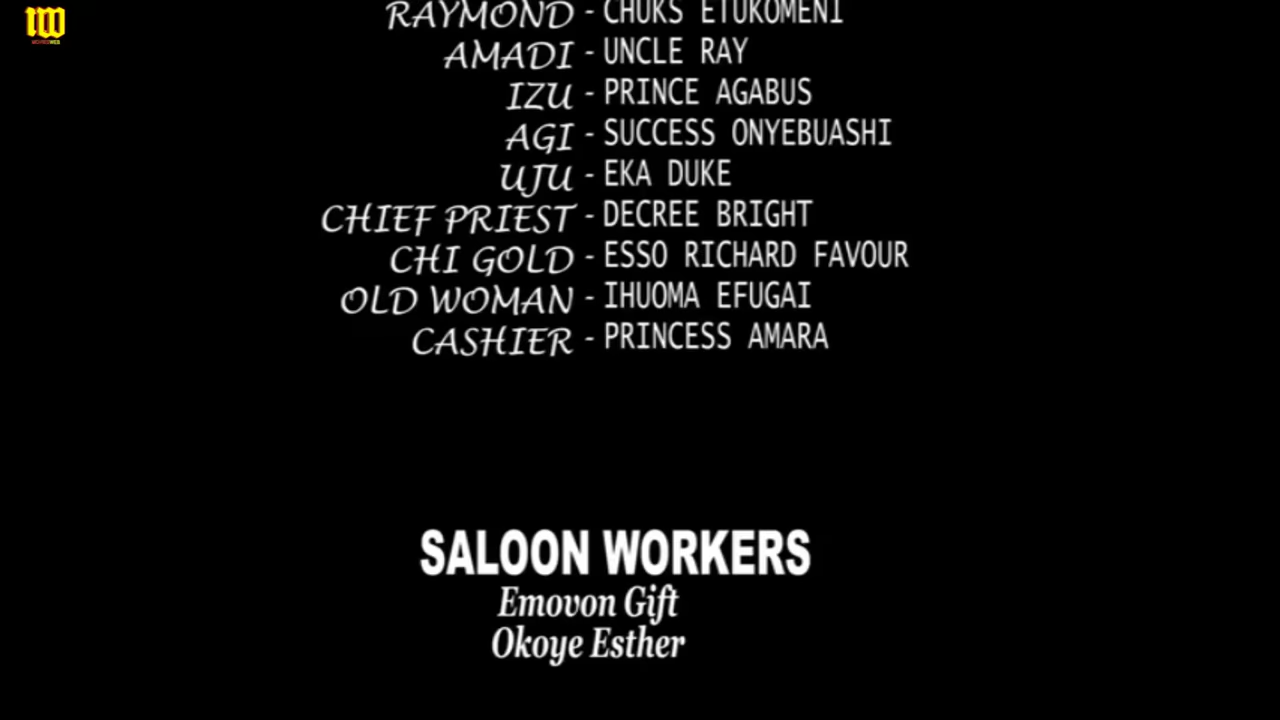 RAYMOND - CHUKS ETUKOMENI
AMADI - UNCLE RAY
IZU - PRINCE AGABUS
AGI - SUCCESS ONYEBUASHI
UJU - EKA DUKE
CHIEF PRIEST - DECREE BRIGHT
CHI GOLD - ESSO RICHARD FAVOUR
OLD WOMAN - IHUOMA EFUGAI
CASHIER - PRINCESS AMARA
SALOON WORKERS
Emovon Gift
Okoye Esther